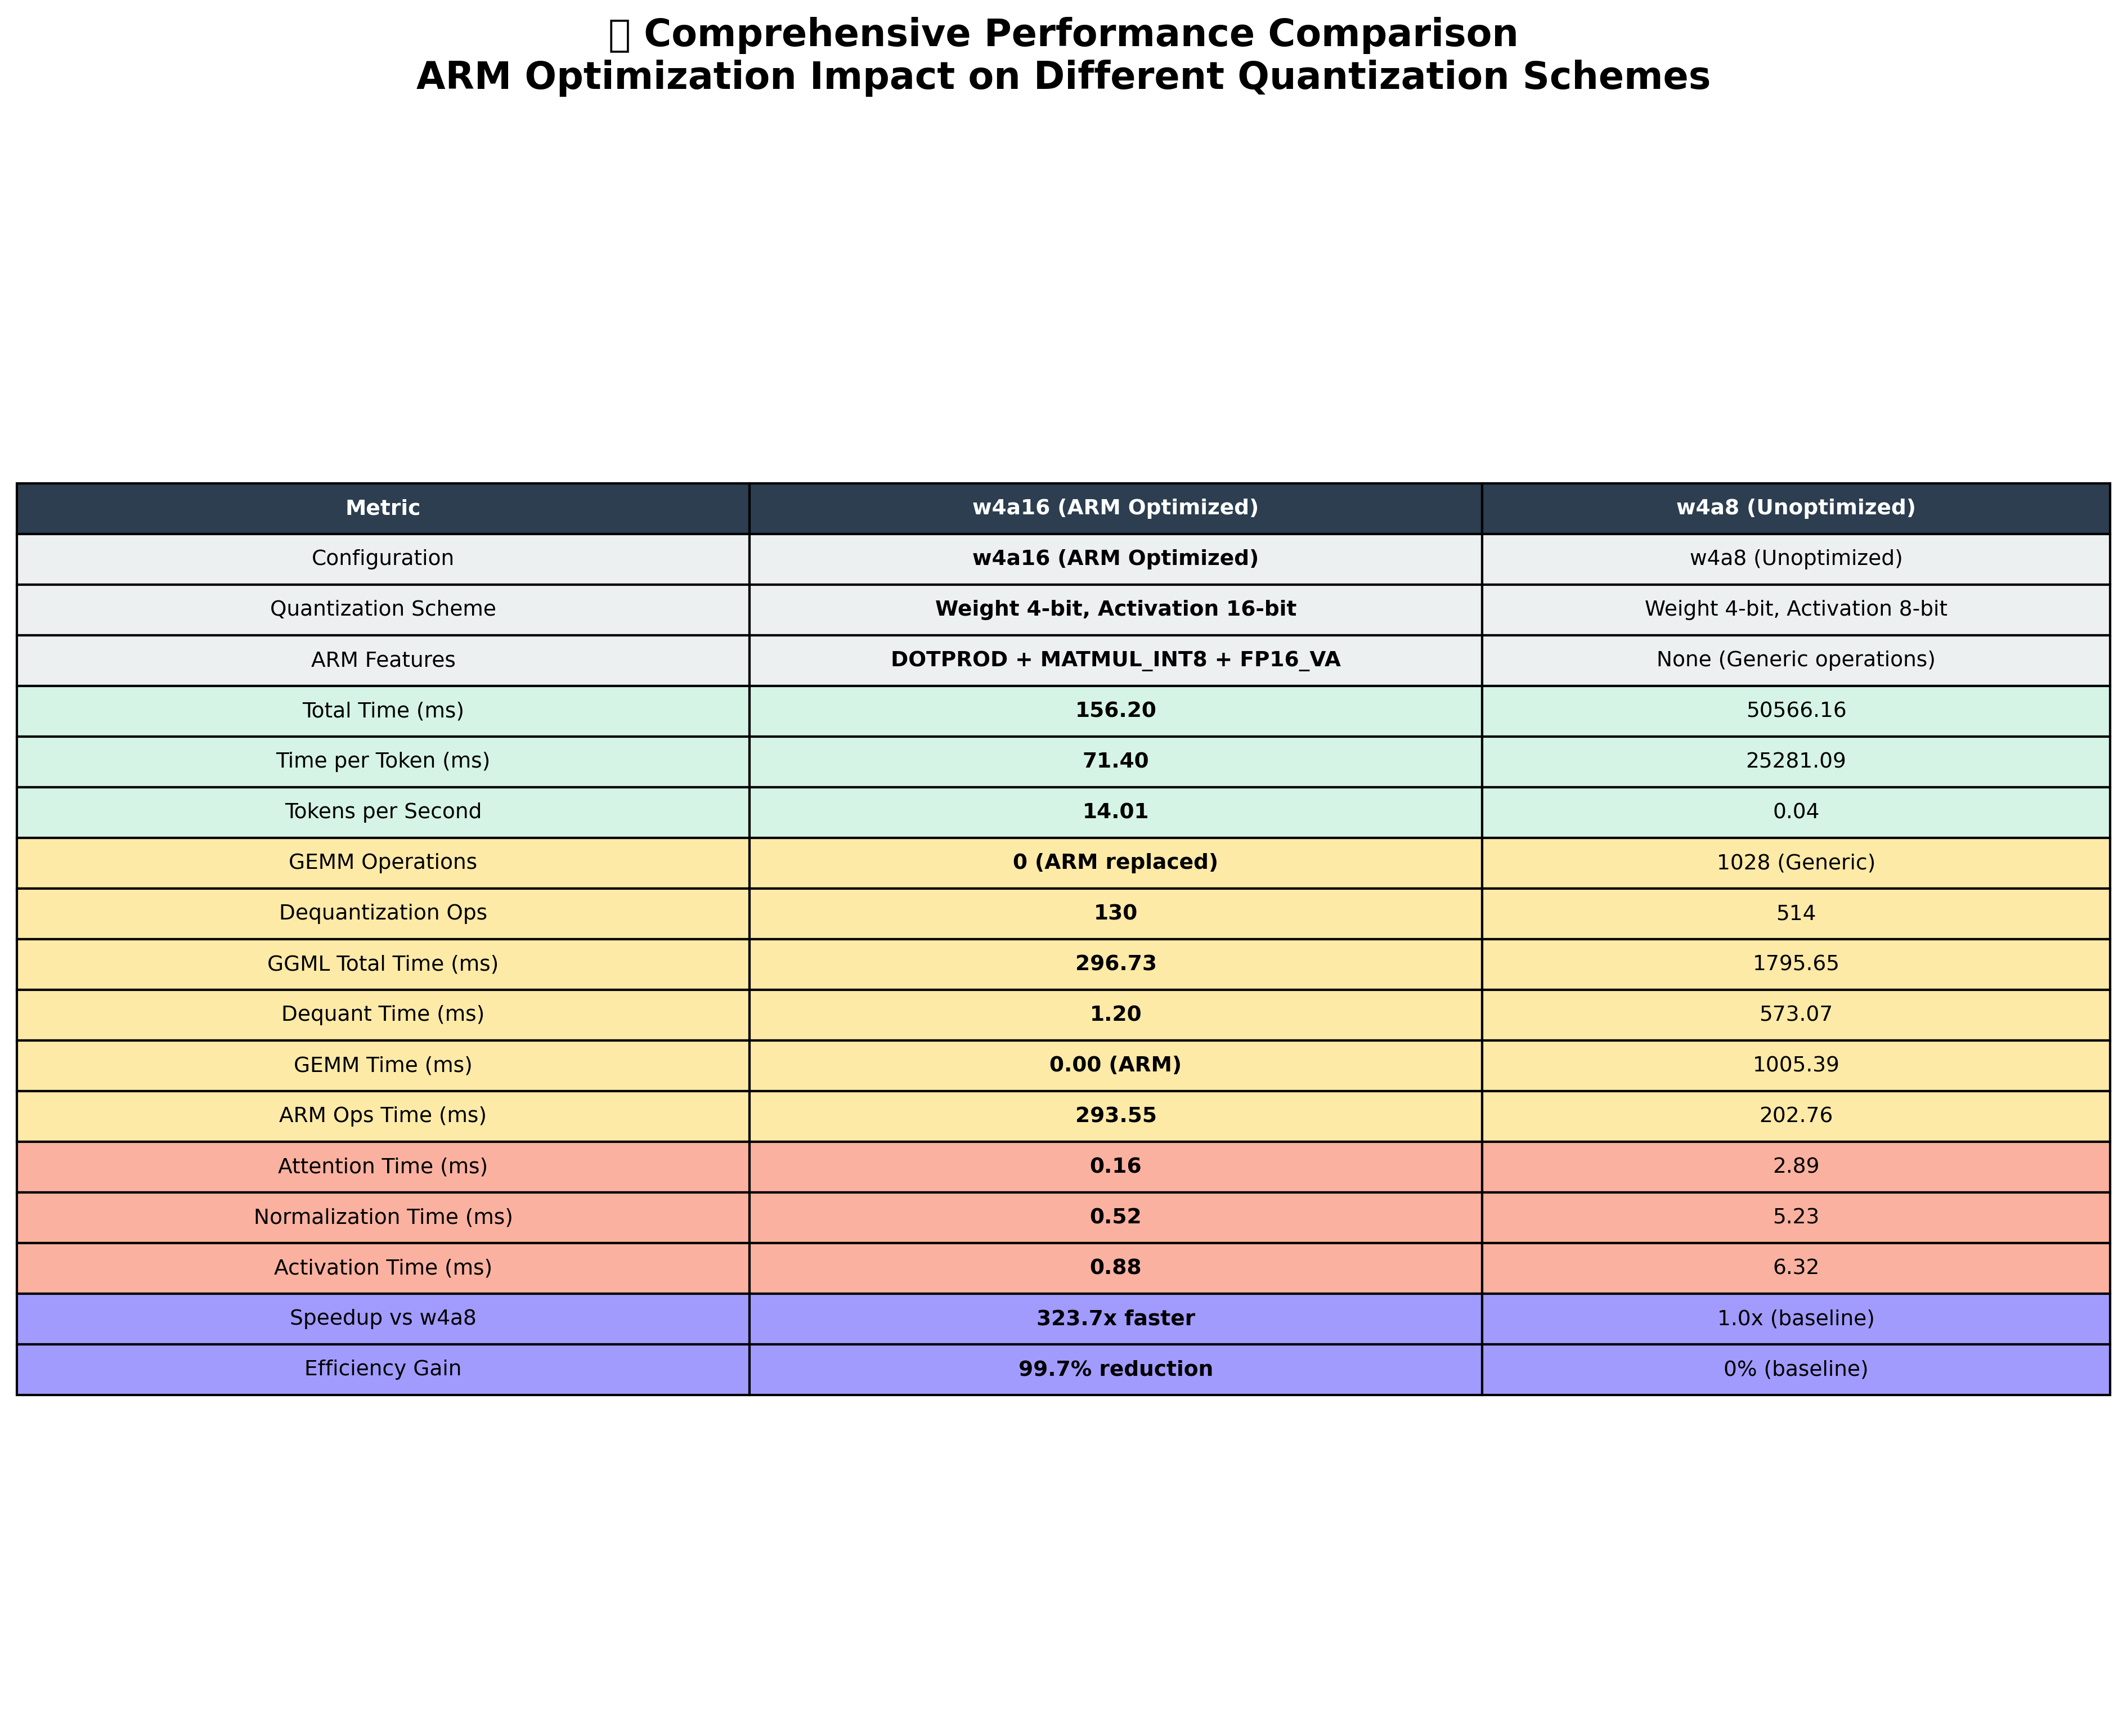 Comprehensive Performance Comparison
ARM Optimization Impact on Different Quantization Schemes
Metric w4a16 (ARM Optimized) w4a8 (Unoptimized)
Configuration w4a16 (ARM Optimized) w4a8 (Unoptimized)
Quantization Scheme Weight 4-bit, Activation 16-bit Weight 4-bit, Activation 8-bit
ARM Features DOTPROD + MATMUL_INT8 + FP16_VA None (Generic operations)
Total Time (ms) 156.20 50566.16
Time per Token (ms) 71.40 25281.09
Tokens per Second 14.01 0.04
GEMM Operations 0 (ARM replaced) 1028 (Generic)
Dequantization Ops 130 514
GGML Total Time (ms) 296.73 1795.65
Dequant Time (ms) 1.20 573.07
GEMM Time (ms) 0.00 (ARM) 1005.39
ARM Ops Time (ms) 293.55 202.76
Attention Time (ms) 0.16 2.89
Normalization Time (ms) 0.52 5.23
Activation Time (ms) 0.88 6.32
Speedup vs w4a8 323.7x faster 1.0x (baseline)
Efficiency Gain 99.7% reduction 0% (baseline)